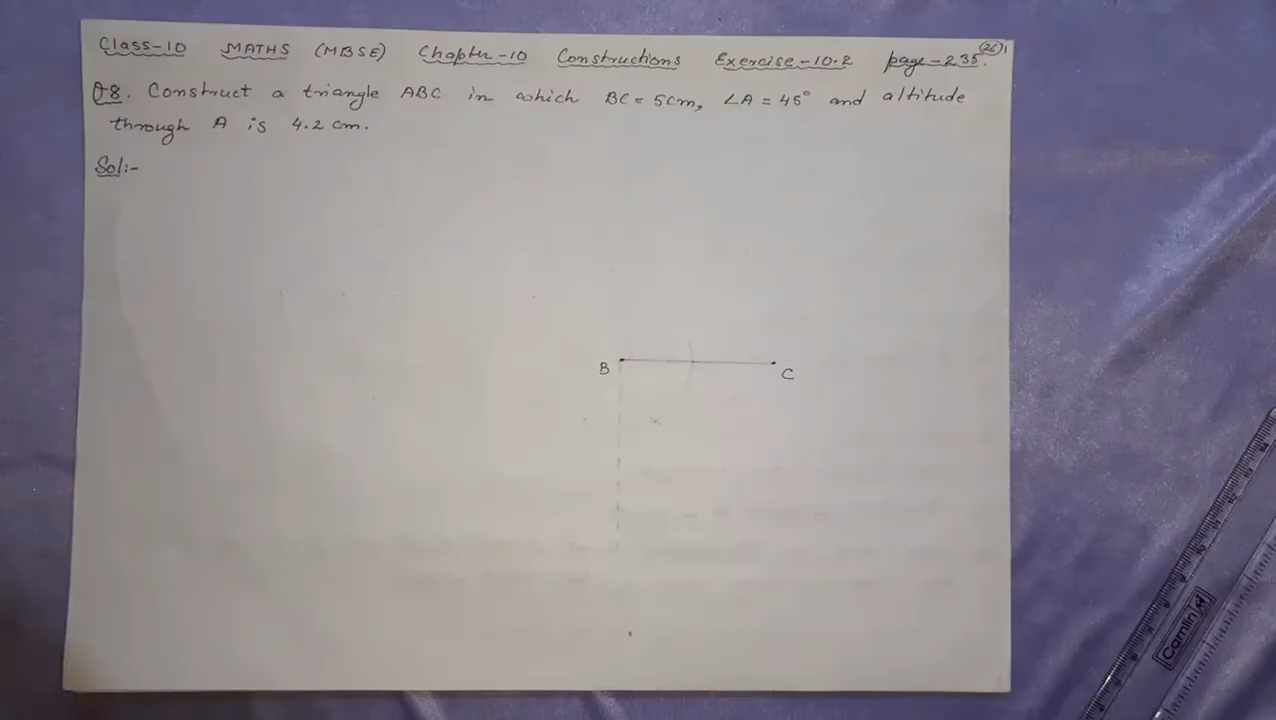 Class-10 MATHS (MBSE) Chapter-10 Constructions Exercise-10.2 page-235.
Q8. Construct a triangle ABC in which BC = 5cm, ∠A = 45° and altitude
through A is 4.2 cm.
Sol:-
B
C
Camlin